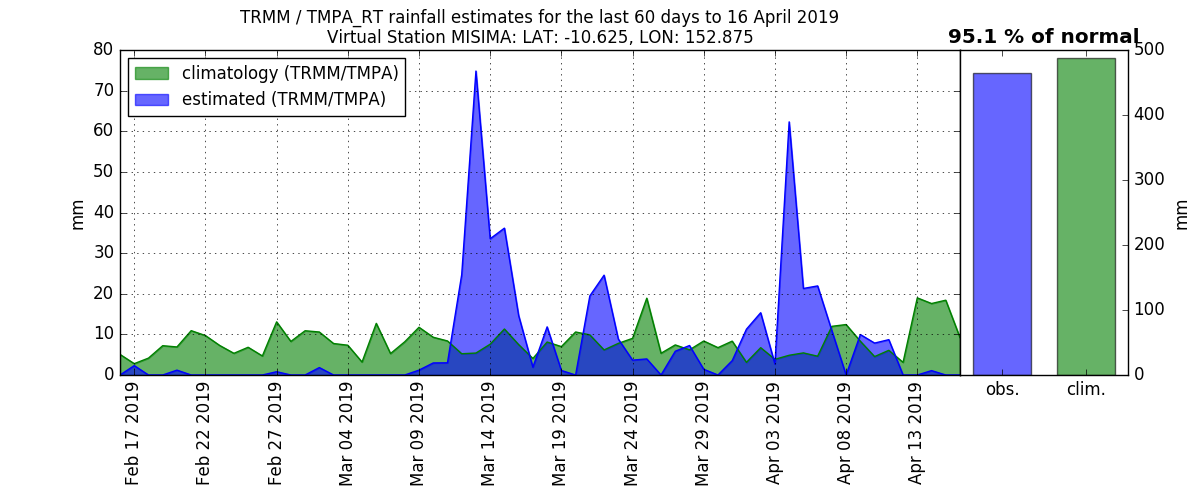 TRMM / TMPA_RT rainfall estimates for the last 60 days to 16 April 2019
Virtual Station MISIMA: LAT: -10.625, LON: 152.875
95.1 % of normal
climatology (TRMM/TMPA)
estimated (TRMM/TMPA)
mm
80
70
60
50
40
30
20
10
0
Feb 17 2019
Feb 22 2019
Feb 27 2019
Mar 04 2019
Mar 09 2019
Mar 14 2019
Mar 19 2019
Mar 24 2019
Mar 29 2019
Apr 03 2019
Apr 08 2019
Apr 13 2019
obs.
clim.
500
400
300
200
100
0
mm